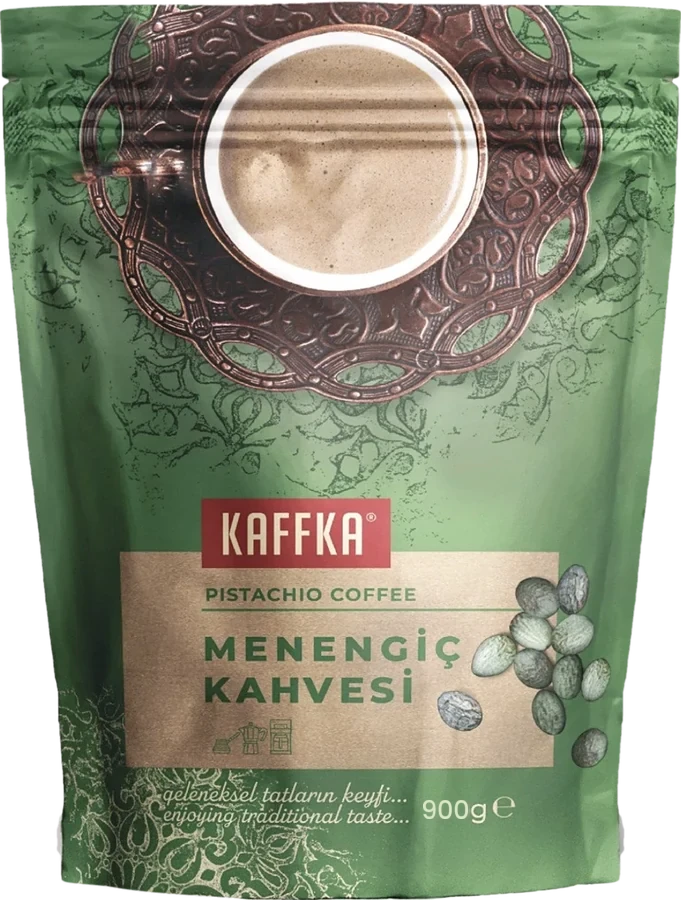 KAFFKA®
PISTACHIO COFFEE
MENENGİÇ
KAHVESİ
geleneksel tatların keyfi...
enjoying traditional taste... 900g ℮